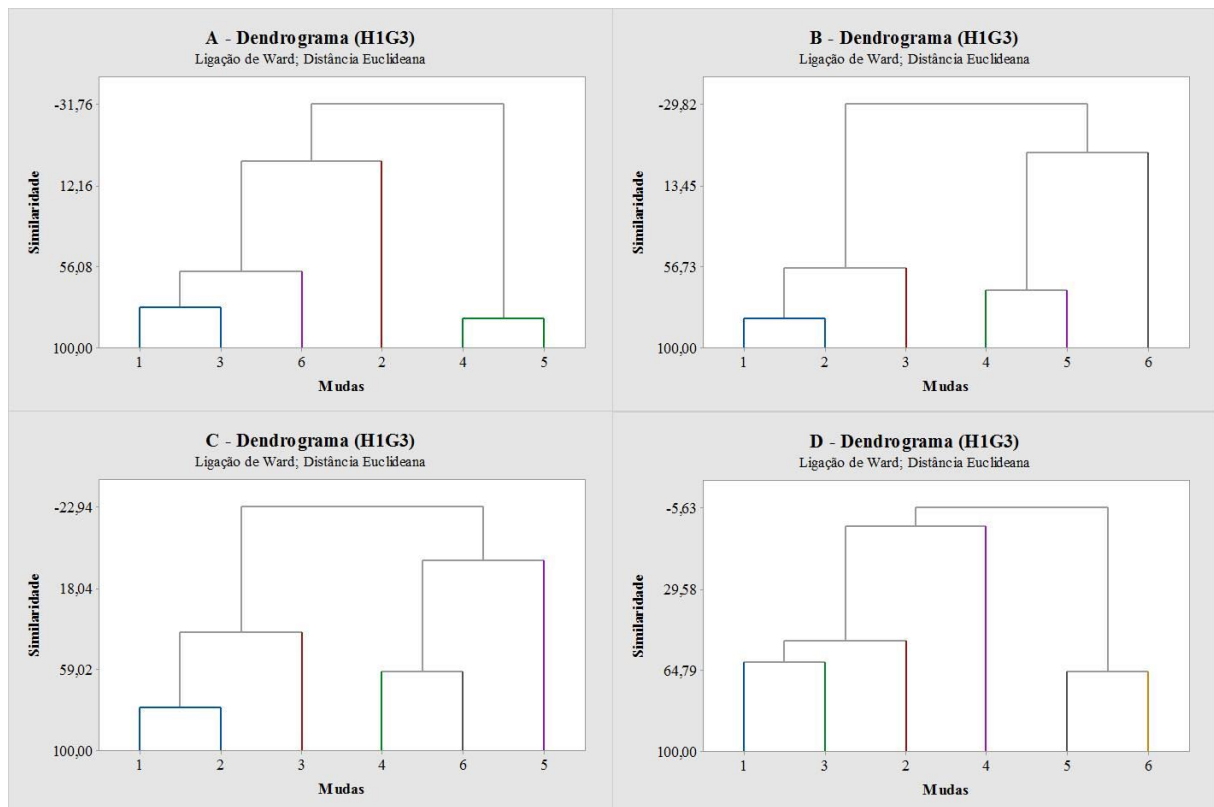 A - Dendrograma (H1G3)
Ligação de Ward; Distância Euclideana
Similaridade
-31,76
12,16
56,08
100,00
1 3 6 2 4 5
Mudas
B - Dendrograma (H1G3)
Ligação de Ward; Distância Euclideana
Similaridade
-29,82
13,45
56,73
100,00
1 2 3 4 5 6
Mudas
C - Dendrograma (H1G3)
Ligação de Ward; Distância Euclideana
Similaridade
-22,94
18,04
59,02
100,00
1 2 3 4 6 5
Mudas
D - Dendrograma (H1G3)
Ligação de Ward; Distância Euclideana
Similaridade
-5,63
29,58
64,79
100,00
1 3 2 4 5 6
Mudas